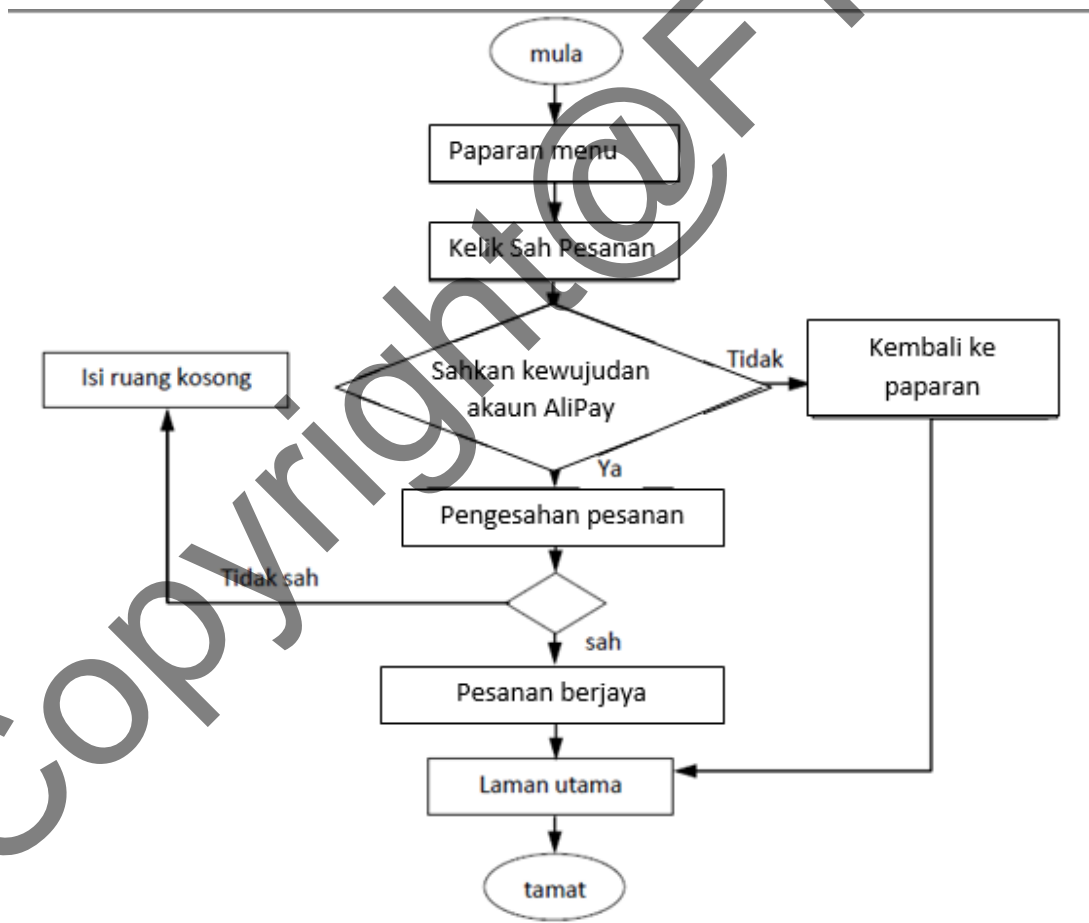 mula
Paparan menu
Kelik Sah Pesanan
Sahkan kewujudan
akaun AliPay
Tidak
Kembali ke
paparan
Isi ruang kosong
Ya
Pengesahan pesanan
Tidak sah
sah
Pesanan berjaya
Laman utama
tamat
Copyright@F